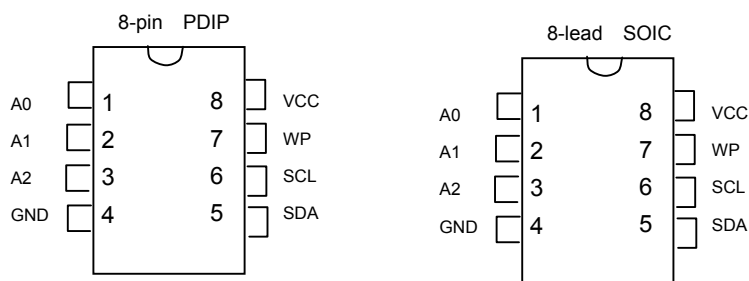 8-pin PDIP
A0 1 8 VCC
A1 2 7 WP
A2 3 6 SCL
GND 4 5 SDA
8-lead SOIC
A0 1 8 VCC
A1 2 7 WP
A2 3 6 SCL
GND 4 5 SDA